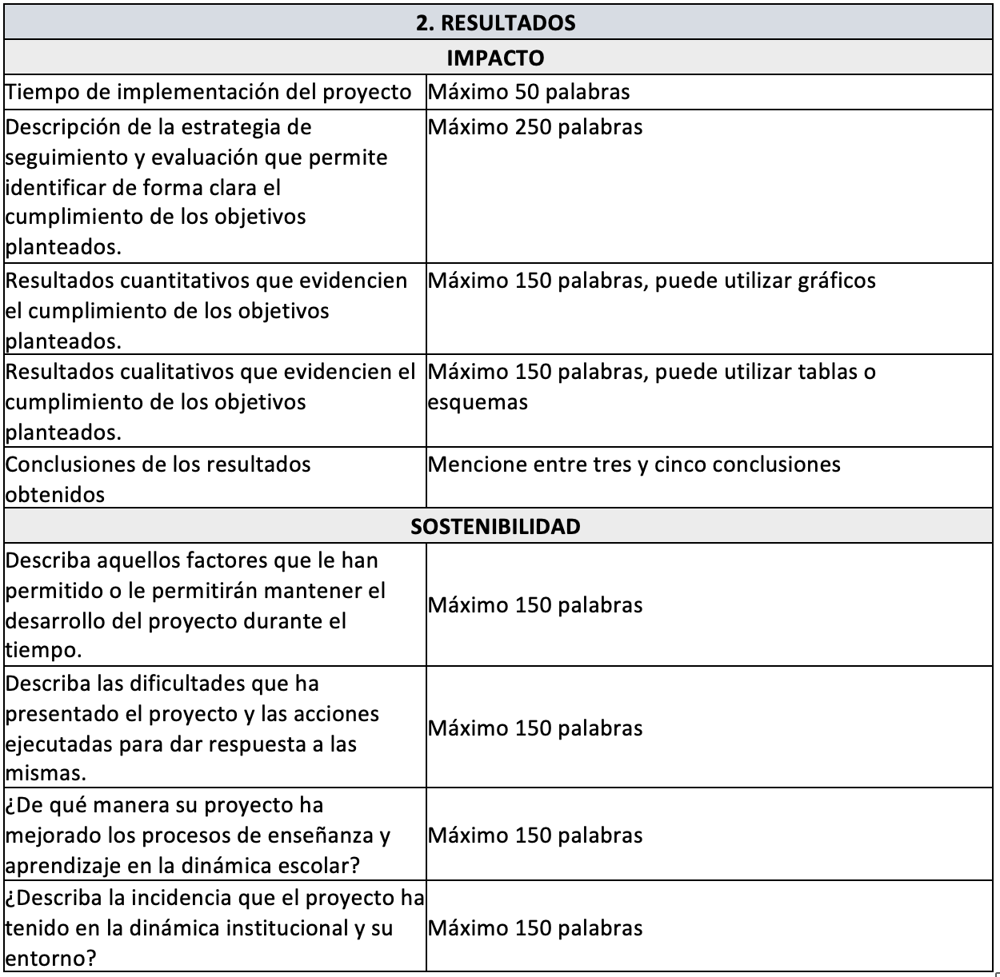 2. RESULTADOS
IMPACTO
Tiempo de implementación del proyecto
Máximo 50 palabras
Descripción de la estrategia de
seguimiento y evaluación que permite
identificar de forma clara el
cumplimiento de los objetivos
planteados.
Máximo 250 palabras
Resultados cuantitativos que evidencien
el cumplimiento de los objetivos
planteados.
Máximo 150 palabras, puede utilizar gráficos
Resultados cualitativos que evidencien el
cumplimiento de los objetivos
planteados.
Máximo 150 palabras, puede utilizar tablas o
esquemas
Conclusiones de los resultados
obtenidos
Mencione entre tres y cinco conclusiones
SOSTENIBILIDAD
Describa aquellos factores que le han
permitido o le permitirán mantener el
desarrollo del proyecto durante el
tiempo.
Máximo 150 palabras
Describa las dificultades que ha
presentado el proyecto y las acciones
ejecutadas para dar respuesta a las
mismas.
Máximo 150 palabras
¿De qué manera su proyecto ha
mejorado los procesos de enseñanza y
aprendizaje en la dinámica escolar?
Máximo 150 palabras
¿Describa la incidencia que el proyecto ha
tenido en la dinámica institucional y su
entorno?
Máximo 150 palabras